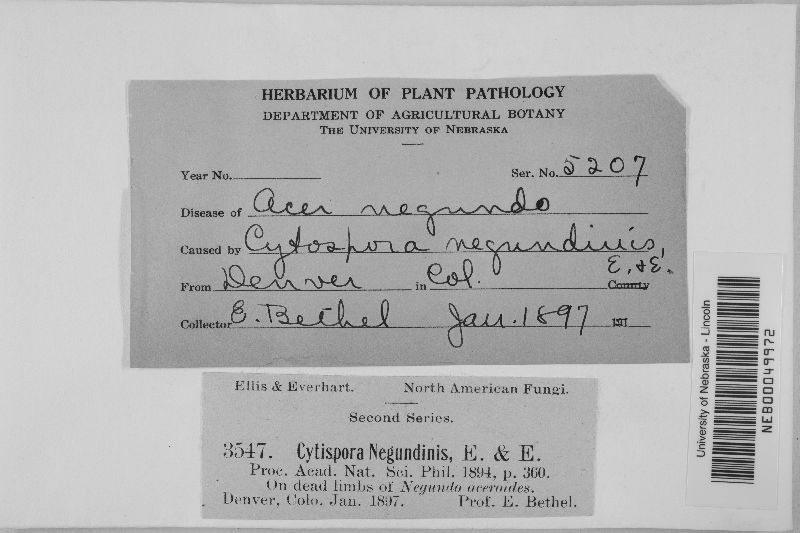 HERBARIUM OF PLANT PATHOLOGY
DEPARTMENT OF AGRICULTURAL BOTANY
THE UNIVERSITY OF NEBRASKA
Year No. Ser. No. 5207
Disease of Acer negundo
Caused by Cytospora negundinis,
E. & E.
From Denver in Col. County
Collector E. Bethel Jan. 1897 191
Ellis & Everhart. North American Fungi.
Second Series.
3547. Cytispora Negundinis, E. & E.
Proc. Acad. Nat. Sci. Phil. 1894, p. 360.
On dead limbs of Negundo aceroides.
Denver, Colo. Jan. 1897. Prof. E. Bethel.
University of Nebraska - Lincoln
NEB00049972